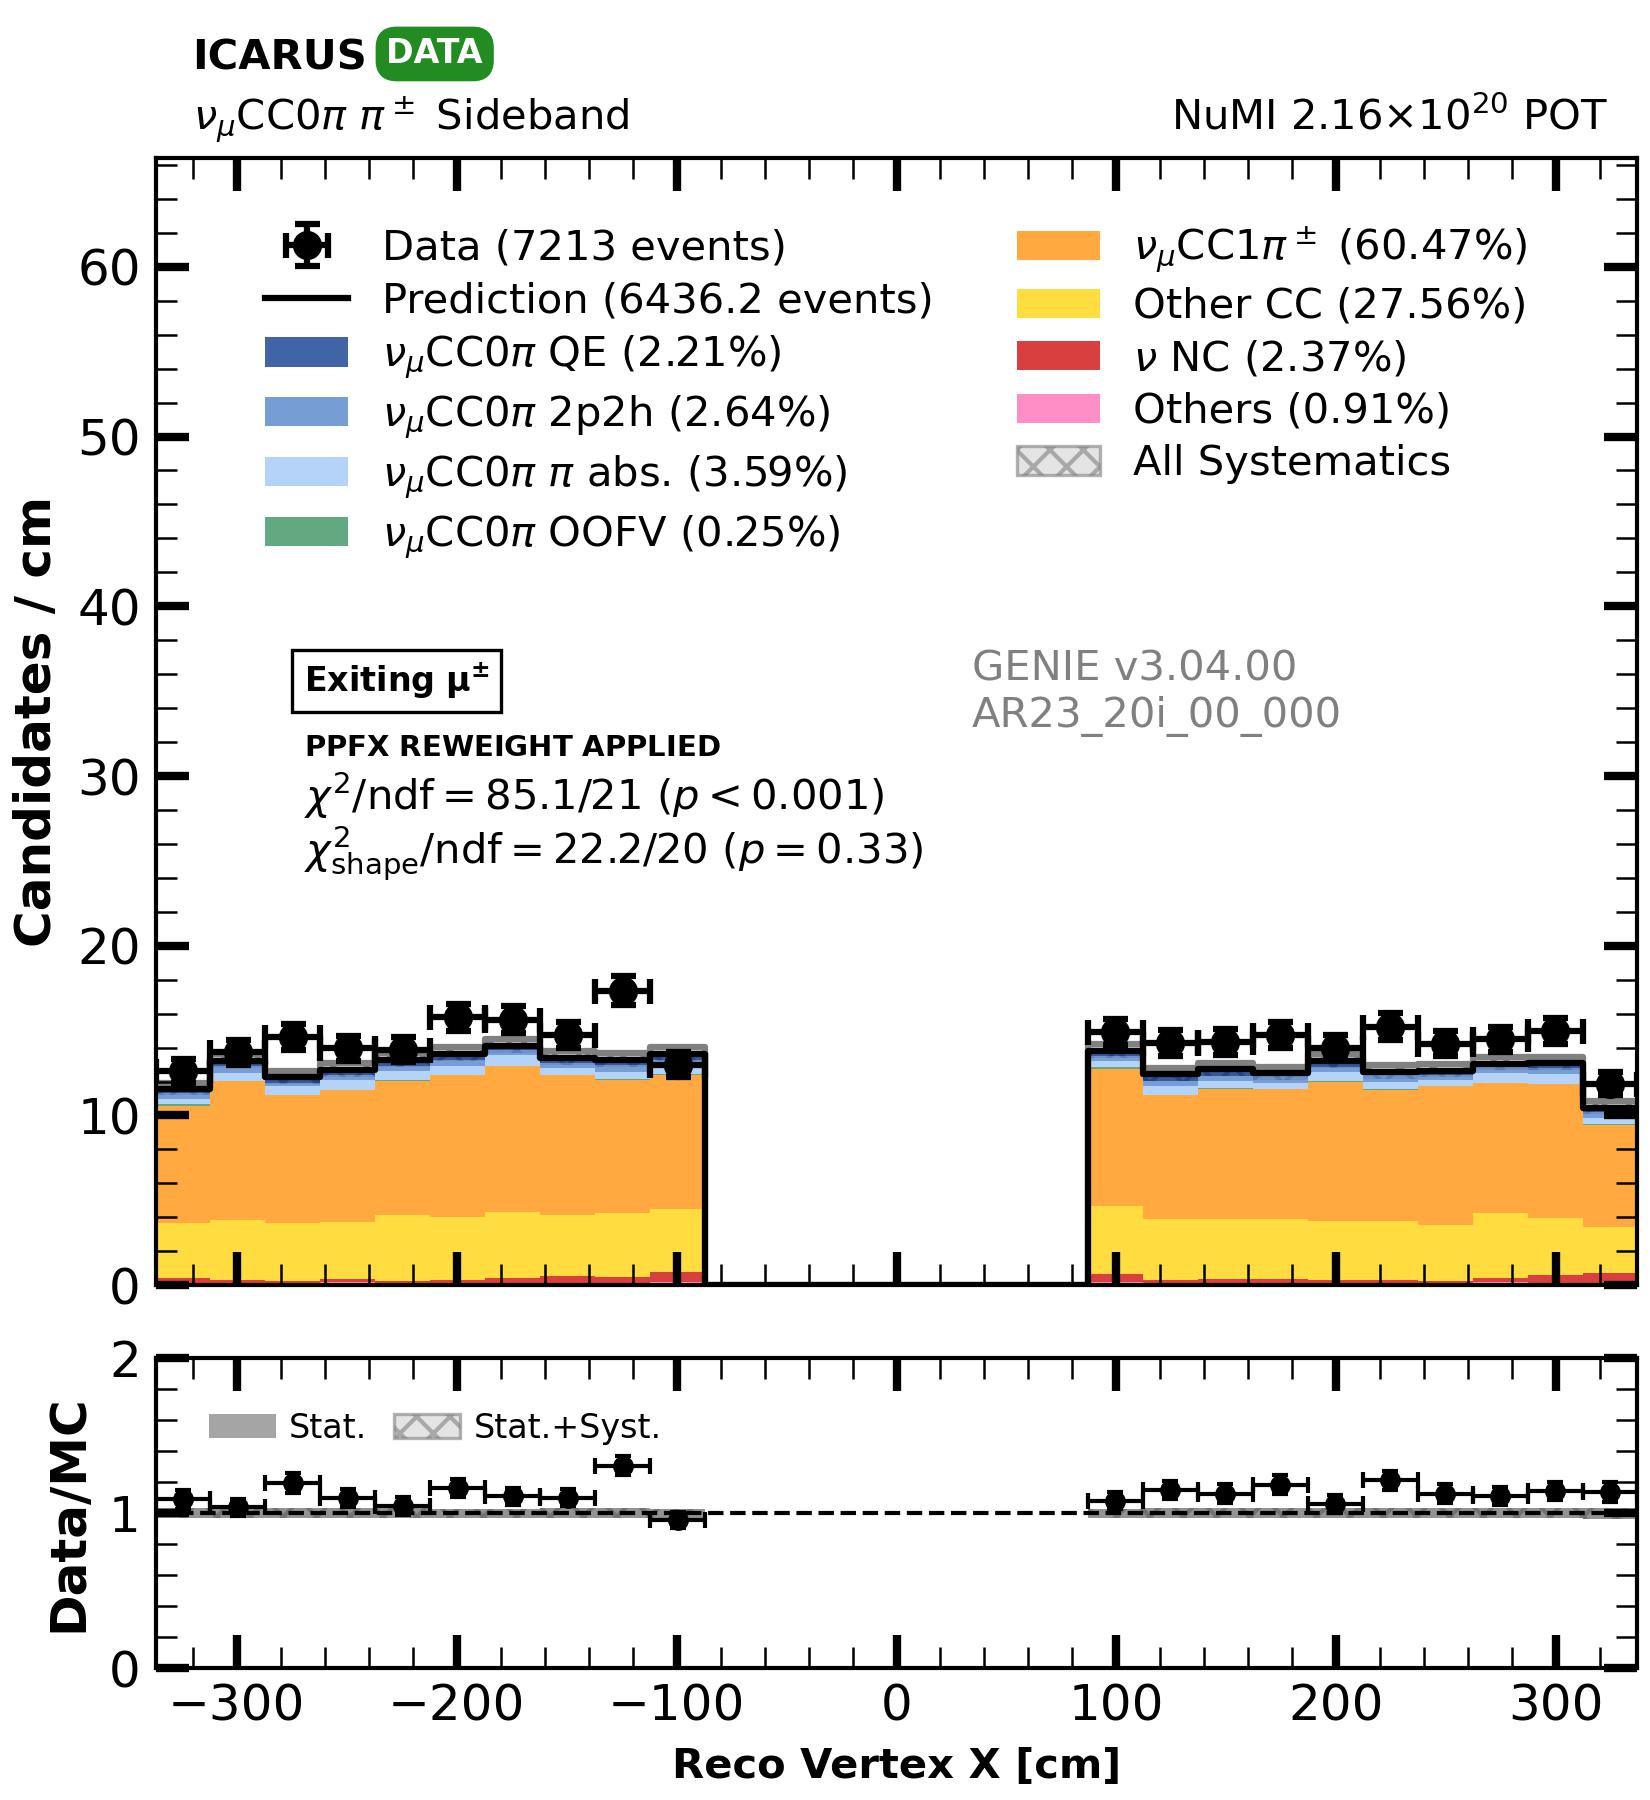 ICARUS DATA
νμCC0π π± Sideband
NuMI 2.16×10²⁰ POT
Data (7213 events)
Prediction (6436.2 events)
νμCC0π QE (2.21%)
νμCC0π 2p2h (2.64%)
νμCC0π π abs. (3.59%)
νμCC0π OOFV (0.25%)
νμCC1π± (60.47%)
Other CC (27.56%)
ν NC (2.37%)
Others (0.91%)
All Systematics
Exiting μ±
PPFX REWEIGHT APPLIED
χ²/ndf = 85.1/21 (p < 0.001)
χ²shape/ndf = 22.2/20 (p = 0.33)
GENIE v3.04.00
AR23_20i_00_000
Candidates / cm
60
50
40
30
20
10
0
Stat.
Stat.+Syst.
Data/MC
2
1
0
−300 −200 −100 0 100 200 300
Reco Vertex X [cm]